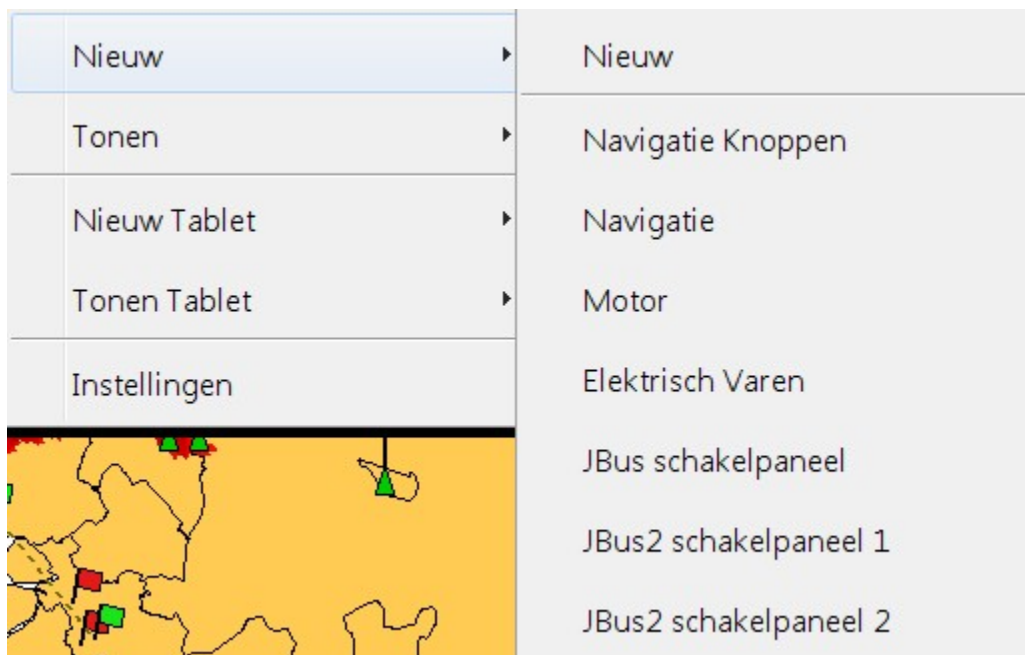 Nieuw
Tonen
Nieuw Tablet
Tonen Tablet
Instellingen
Nieuw
Navigatie Knoppen
Navigatie
Motor
Elektrisch Varen
JBus schakelpaneel
JBus2 schakelpaneel 1
JBus2 schakelpaneel 2